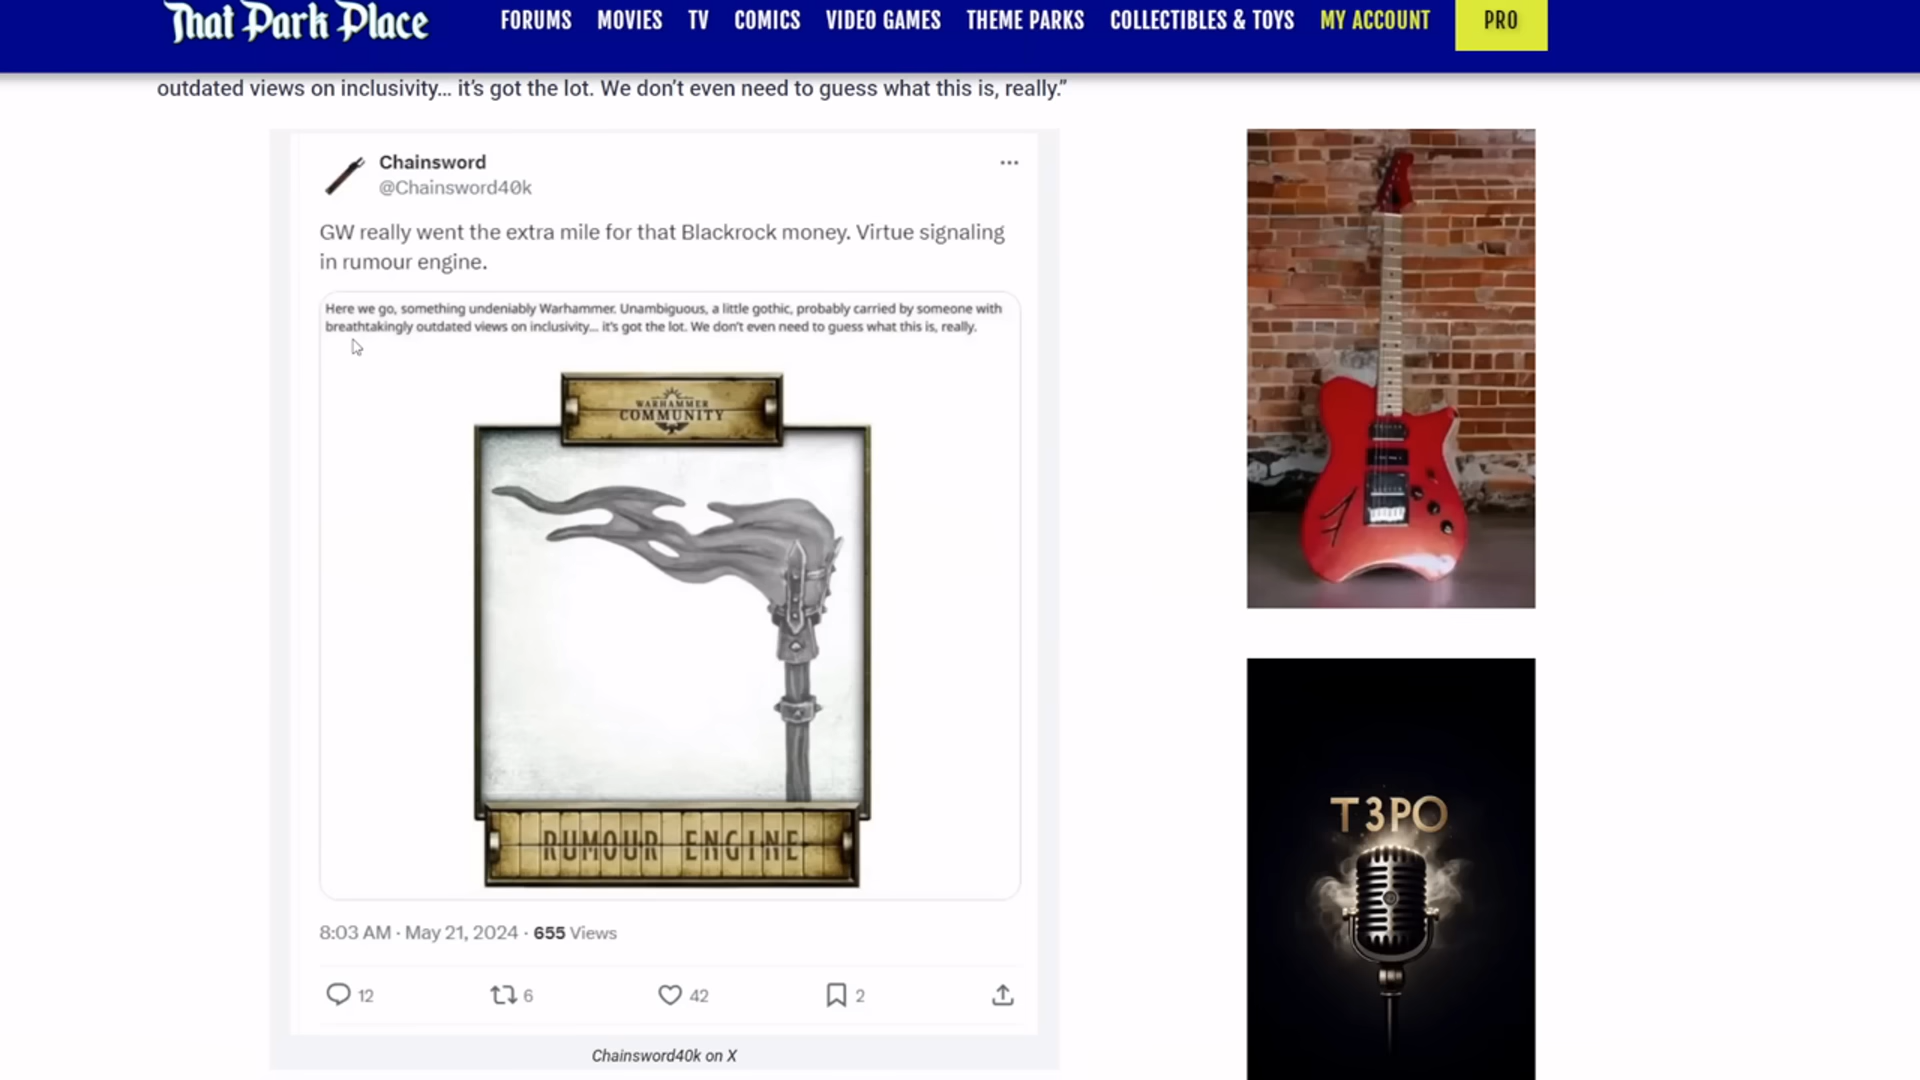 That Park Place
FORUMS MOVIES TV COMICS VIDEO GAMES THEME PARKS COLLECTIBLES & TOYS MY ACCOUNT PRO
outdated views on inclusivity… it’s got the lot. We don’t even need to guess what this is, really.”
Chainsword
@Chainsword40k
GW really went the extra mile for that Blackrock money. Virtue signaling
in rumour engine.
Here we go, something undeniably Warhammer. Unambiguous, a little gothic, probably carried by someone with
breathtakingly outdated views on inclusivity... it's got the lot. We don't even need to guess what this is, really.
WARHAMMER
COMMUNITY
RUMOUR ENGINE
8:03 AM · May 21, 2024 · 655 Views
12 6 42 2
Chainsword40k on X
T3PO